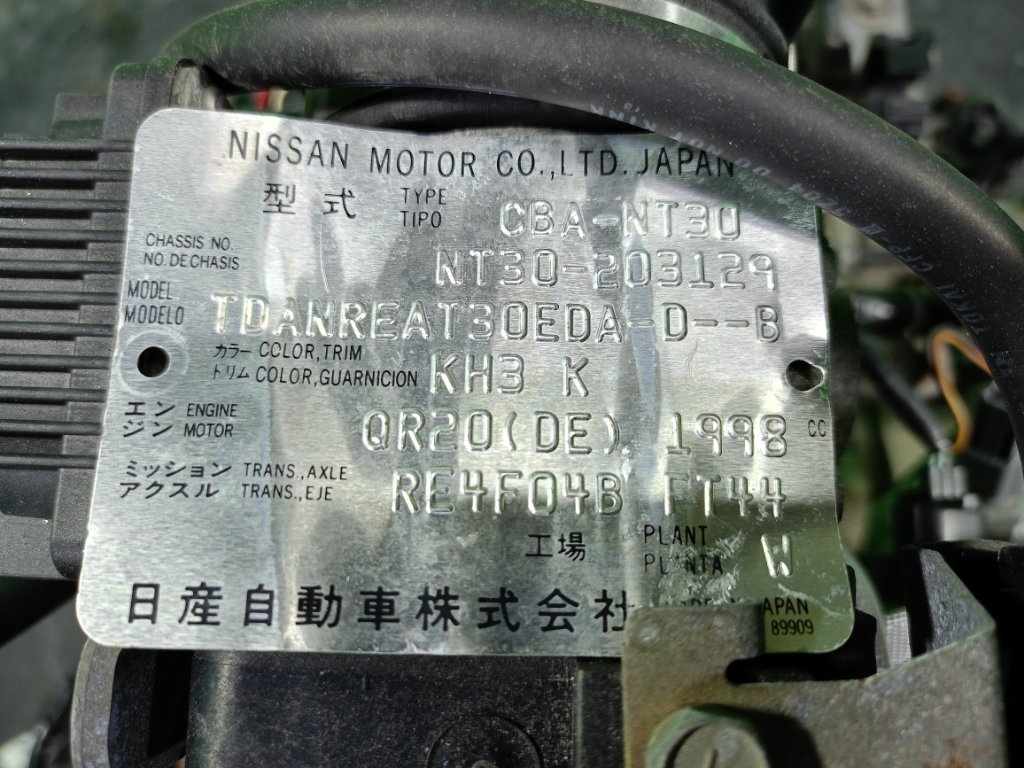 NISSAN MOTOR CO.,LTD. JAPAN
型式 TYPE TIPO CBA-NT30
CHASSIS NO. NO. DE CHASIS NT30-203129
MODEL MODELO TDANREAT30EDA-D--B
カラー COLOR, TRIM
トリム COLOR, GUARNICION KH3 K
エンジン ENGINE MOTOR QR20(DE) 1998 CC
ミッション TRANS., AXLE
アクスル TRANS., EJE RE4F04B FT44
工場 PLANT PLANTA W
日産自動車株式会社
JAPAN
89909